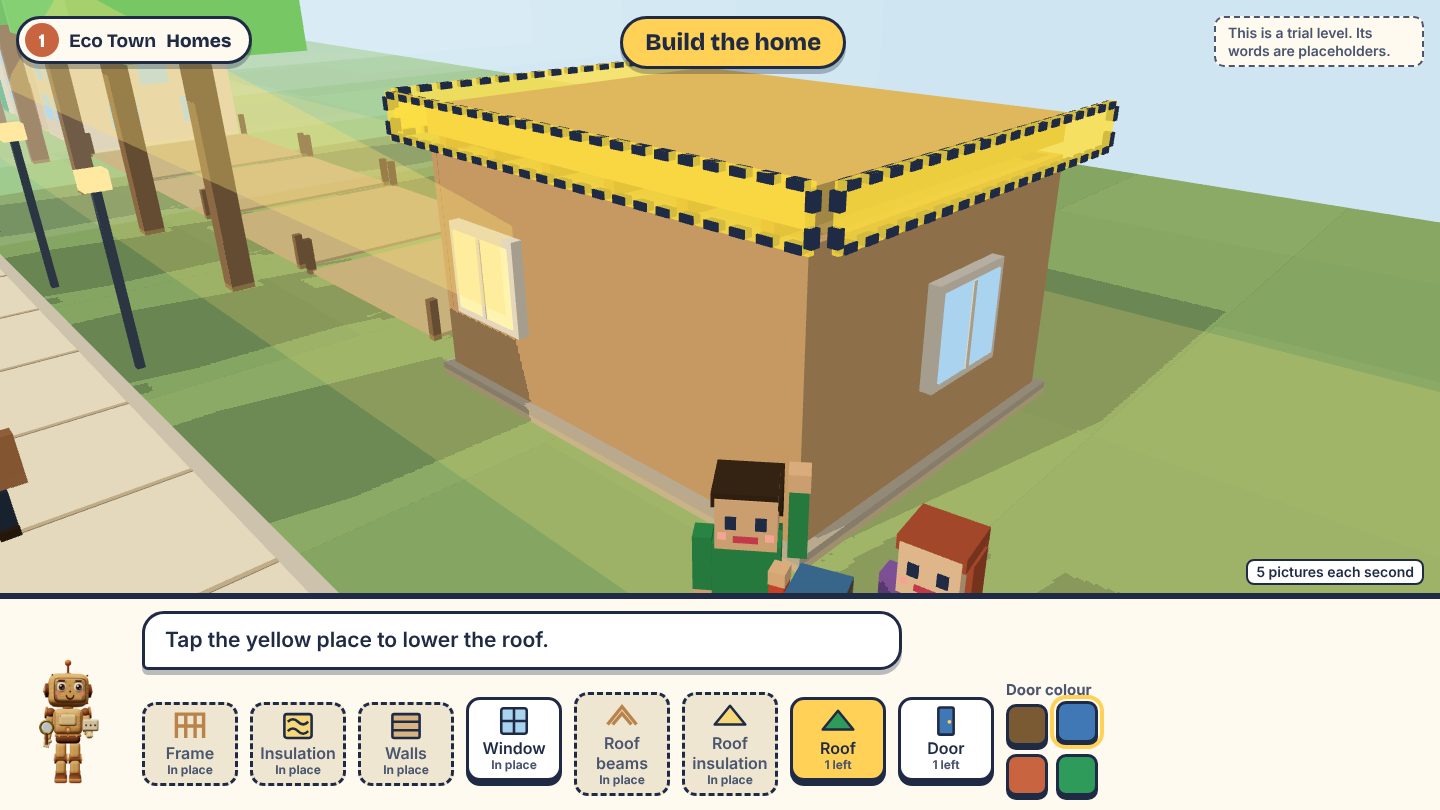 1 Eco Town Homes
Build the home
This is a trial level. Its
words are placeholders.
5 pictures each second
Tap the yellow place to lower the roof.
Door colour
Frame
In place
Insulation
In place
Walls
In place
Window
In place
Roof
beams
In place
Roof
insulation
In place
Roof
1 left
Door
1 left